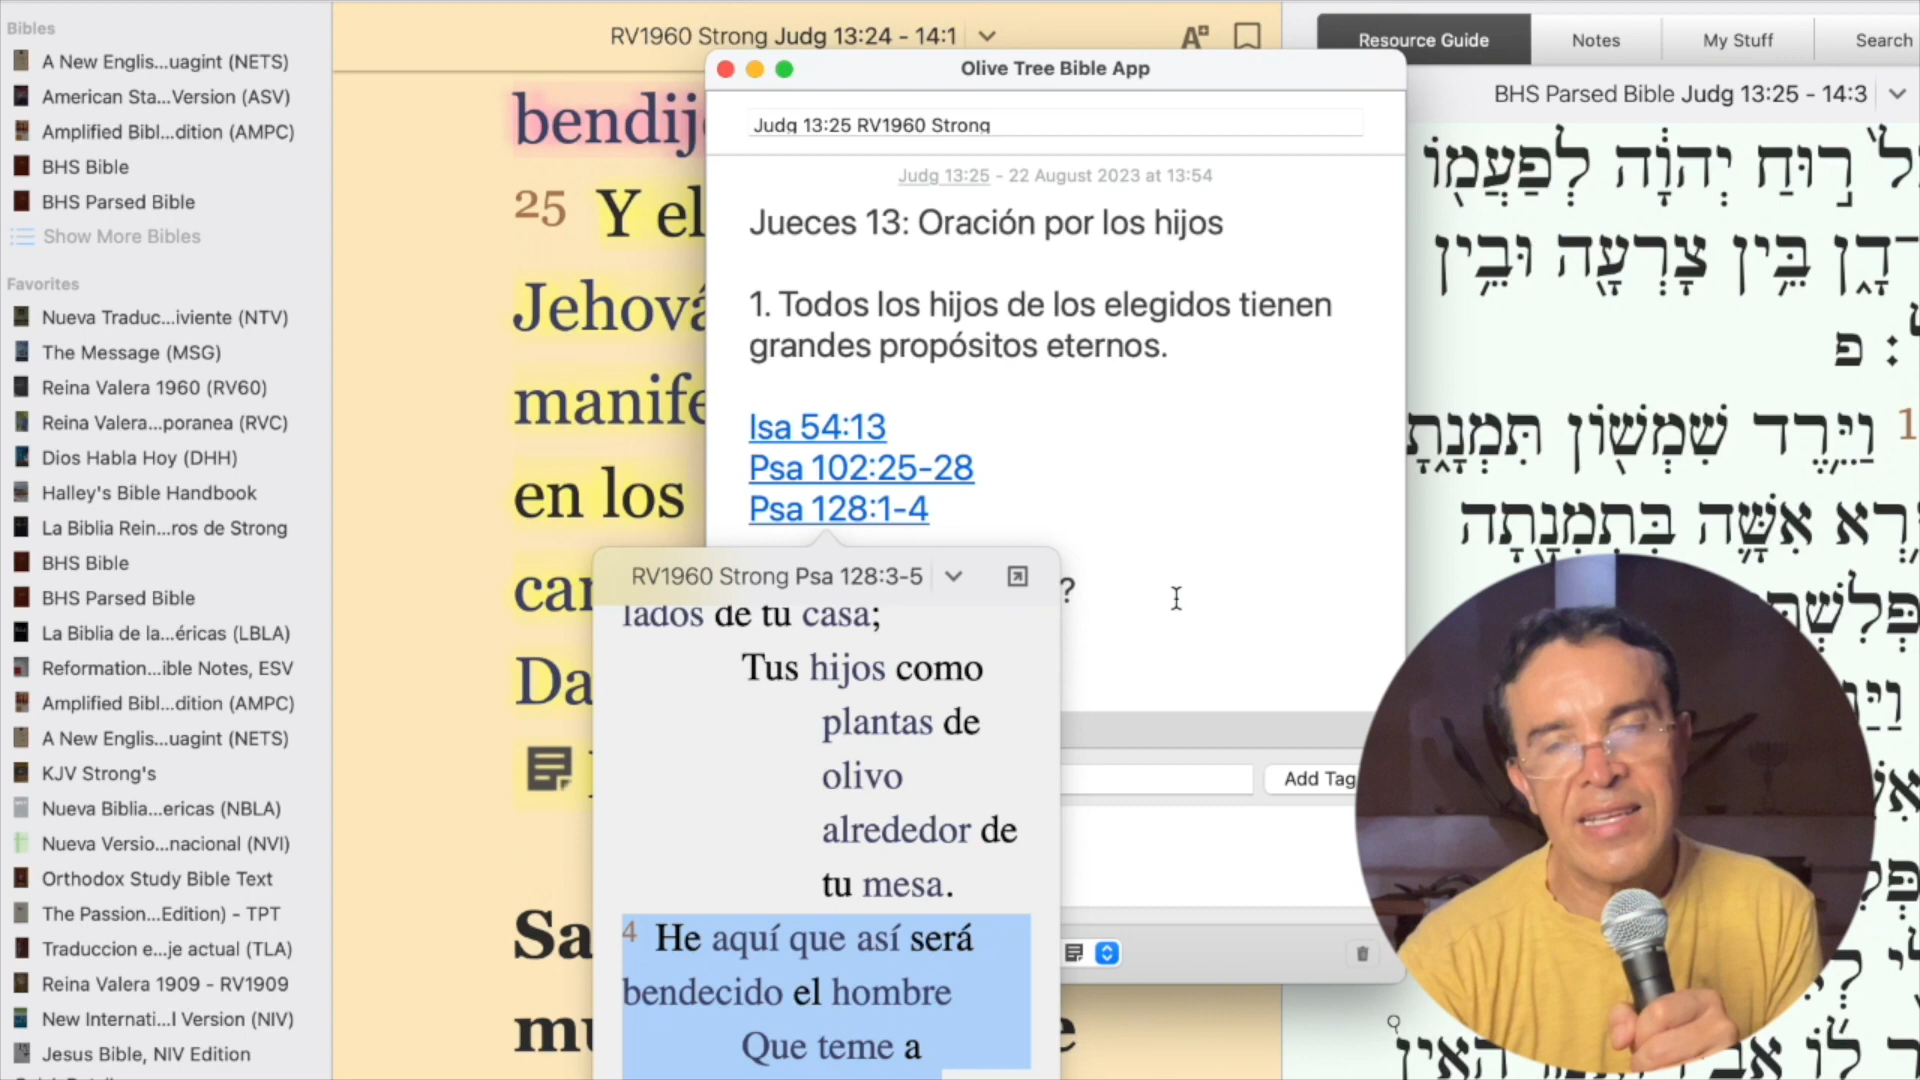 Bibles
A New Englis...uagint (NETS)
American Sta...Version (ASV)
Amplified Bibl...dition (AMPC)
BHS Bible
BHS Parsed Bible
Show More Bibles
Favorites
Nueva Traduc...iviente (NTV)
The Message (MSG)
Reina Valera 1960 (RV60)
Reina Valera...poranea (RVC)
Dios Habla Hoy (DHH)
Halley's Bible Handbook
La Biblia Rein...ros de Strong
BHS Bible
BHS Parsed Bible
La Biblia de la...éricas (LBLA)
Reformation...ible Notes, ESV
Amplified Bibl...dition (AMPC)
A New Englis...uagint (NETS)
KJV Strong's
Nueva Biblia...ericas (NBLA)
Nueva Versio...nacional (NVI)
Orthodox Study Bible Text
The Passion...Edition) - TPT
Traduccion e...je actual (TLA)
Reina Valera 1909 - RV1909
New Internati...l Version (NIV)
Jesus Bible, NIV Edition
RV1960 Strong Judg 13:24 - 14:1
bendij
25 Y el
Jehová
manife
en los
Da
Sa
Olive Tree Bible App
Judg 13:25 RV1960 Strong
Judg 13:25 - 22 August 2023 at 13:54
Jueces 13: Oración por los hijos
1. Todos los hijos de los elegidos tienen
grandes propósitos eternos.
Isa 54:13
Psa 102:25-28
Psa 128:1-4
?
RV1960 Strong Psa 128:3-5
lados de tu casa;
Tus hijos como
plantas de
olivo
alrededor de
tu mesa.
4 He aquí que así será
bendecido el hombre
Que teme a
Add Tag
Resource Guide
Notes
My Stuff
Search
BHS Parsed Bible Judg 13:25 - 14:3
ר֣וּחַ יְהוָ֔ה לְפַעֲמ֖וֹ
דָ֑ן בֵּ֥ין צָרְעָ֖ה וּבֵ֥ין
פ
1 וַיֵּ֥רֶד שִׁמְשׁ֖וֹן תִּמְנָ֑תָ
אִשָּׁ֛ה בְּתִמְנָ֖תָה